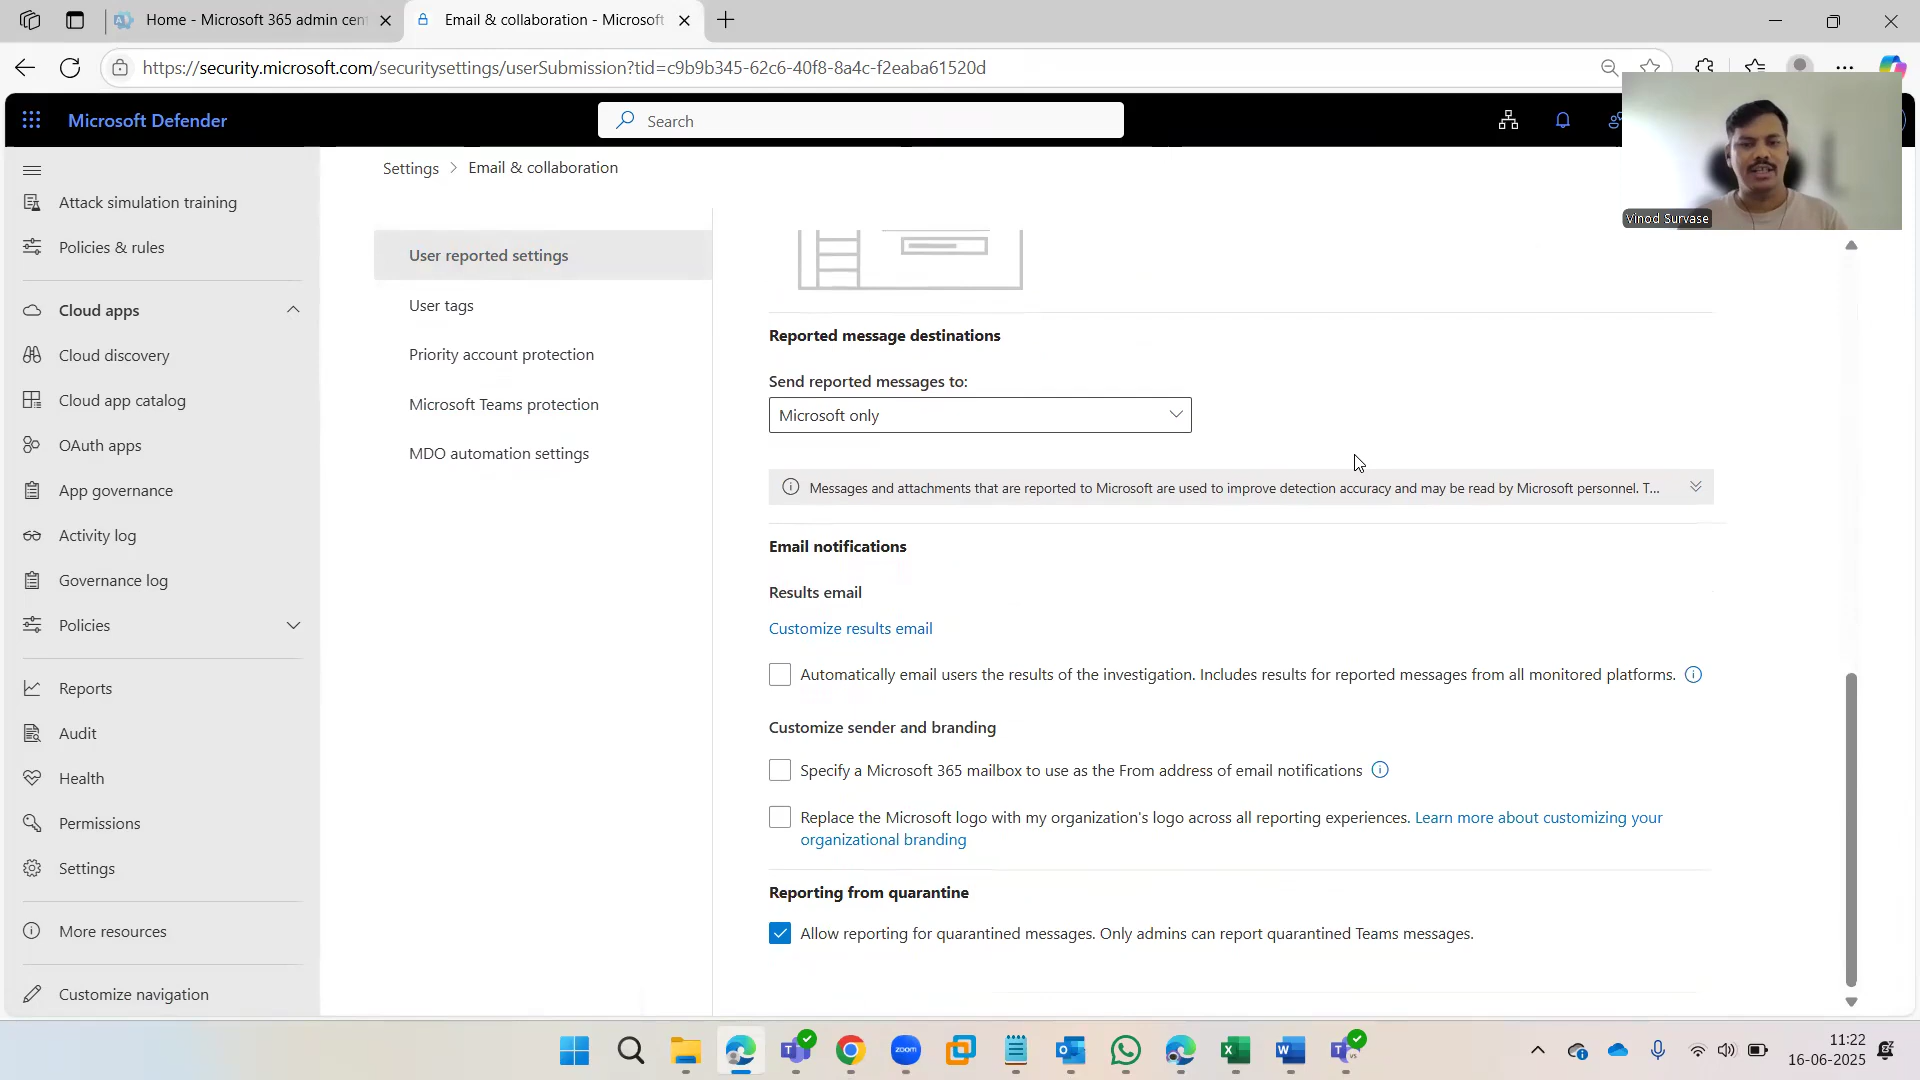 Home - Microsoft 365 admin cen
Email & collaboration - Microsoft
https://security.microsoft.com/securitysettings/userSubmission?tid=c9b9b345-62c6-40f8-8a4c-f2eaba61520d
Microsoft Defender
Search
Vinod Survase
Attack simulation training
Policies & rules
Cloud apps
Cloud discovery
Cloud app catalog
OAuth apps
App governance
Activity log
Governance log
Policies
Reports
Audit
Health
Permissions
Settings
More resources
Customize navigation
Settings > Email & collaboration
User reported settings
User tags
Priority account protection
Microsoft Teams protection
MDO automation settings
Reported message destinations
Send reported messages to:
Microsoft only
Messages and attachments that are reported to Microsoft are used to improve detection accuracy and may be read by Microsoft personnel. T...
Email notifications
Results email
Customize results email
Automatically email users the results of the investigation. Includes results for reported messages from all monitored platforms.
Customize sender and branding
Specify a Microsoft 365 mailbox to use as the From address of email notifications
Replace the Microsoft logo with my organization's logo across all reporting experiences. Learn more about customizing your
organizational branding
Reporting from quarantine
Allow reporting for quarantined messages. Only admins can report quarantined Teams messages.
zoom
11:22
16-06-2025